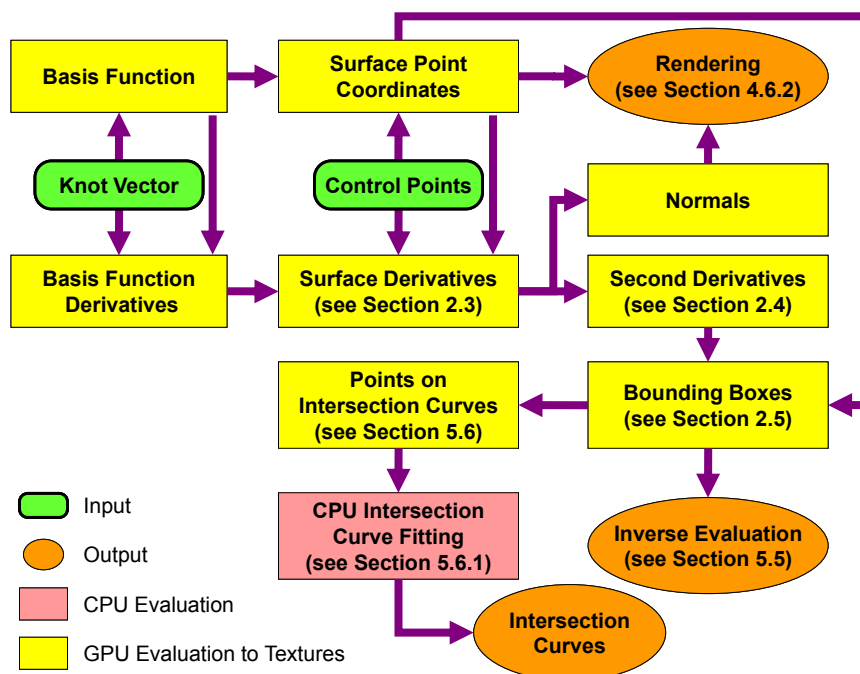 Basis Function
Surface Point
Coordinates
Rendering
(see Section 4.6.2)
Knot Vector
Control Points
Normals
Basis Function
Derivatives
Surface Derivatives
(see Section 2.3)
Second Derivatives
(see Section 2.4)
Points on
Intersection Curves
(see Section 5.6)
Bounding Boxes
(see Section 2.5)
CPU Intersection
Curve Fitting
(see Section 5.6.1)
Inverse Evaluation
(see Section 5.5)
Intersection
Curves
Input
Output
CPU Evaluation
GPU Evaluation to Textures